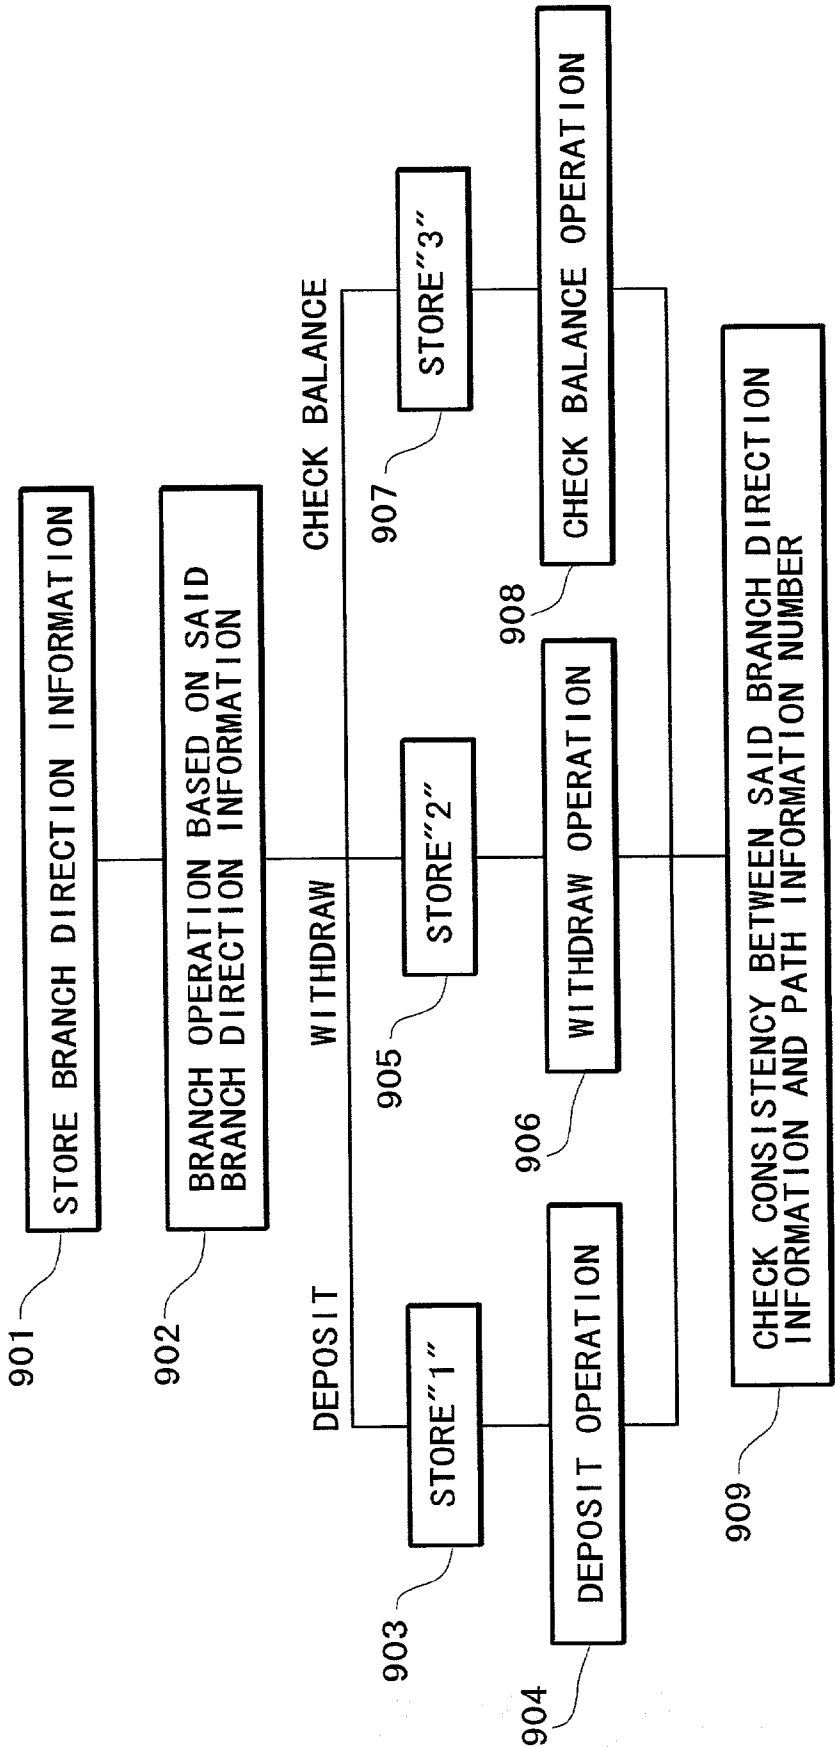 901
STORE BRANCH DIRECTION INFORMATION
902
BRANCH OPERATION BASED ON SAID
BRANCH DIRECTION INFORMATION
DEPOSIT
WITHDRAW
CHECK BALANCE
903
STORE"1"
905
STORE"2"
907
STORE"3"
904
DEPOSIT OPERATION
906
WITHDRAW OPERATION
908
CHECK BALANCE OPERATION
909
CHECK CONSISTENCY BETWEEN SAID BRANCH DIRECTION
INFORMATION AND PATH INFORMATION NUMBER